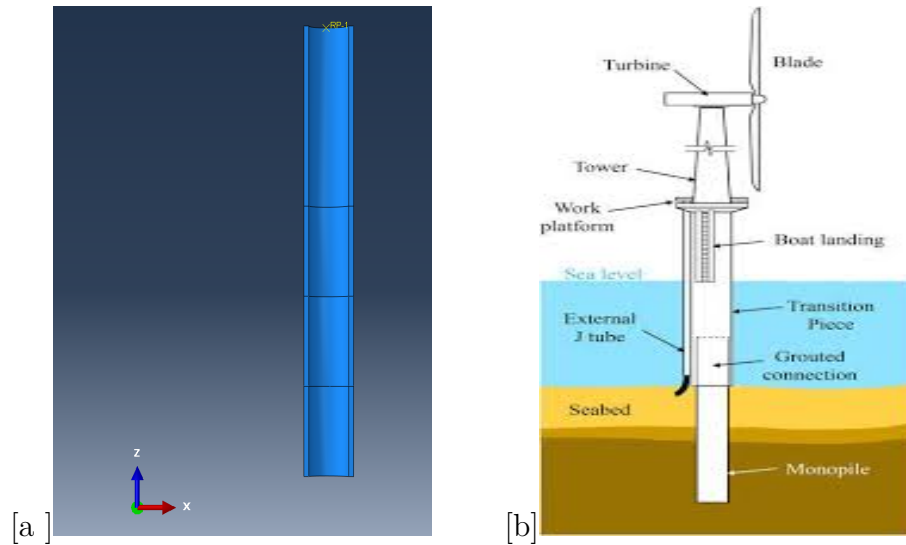 RP-1
Z
X
[a ]
Turbine
Blade
Tower
Work
platform
Boat landing
Sea level
External
J tube
Transition
Piece
Grouted
connection
Seabed
Monopile
[b]